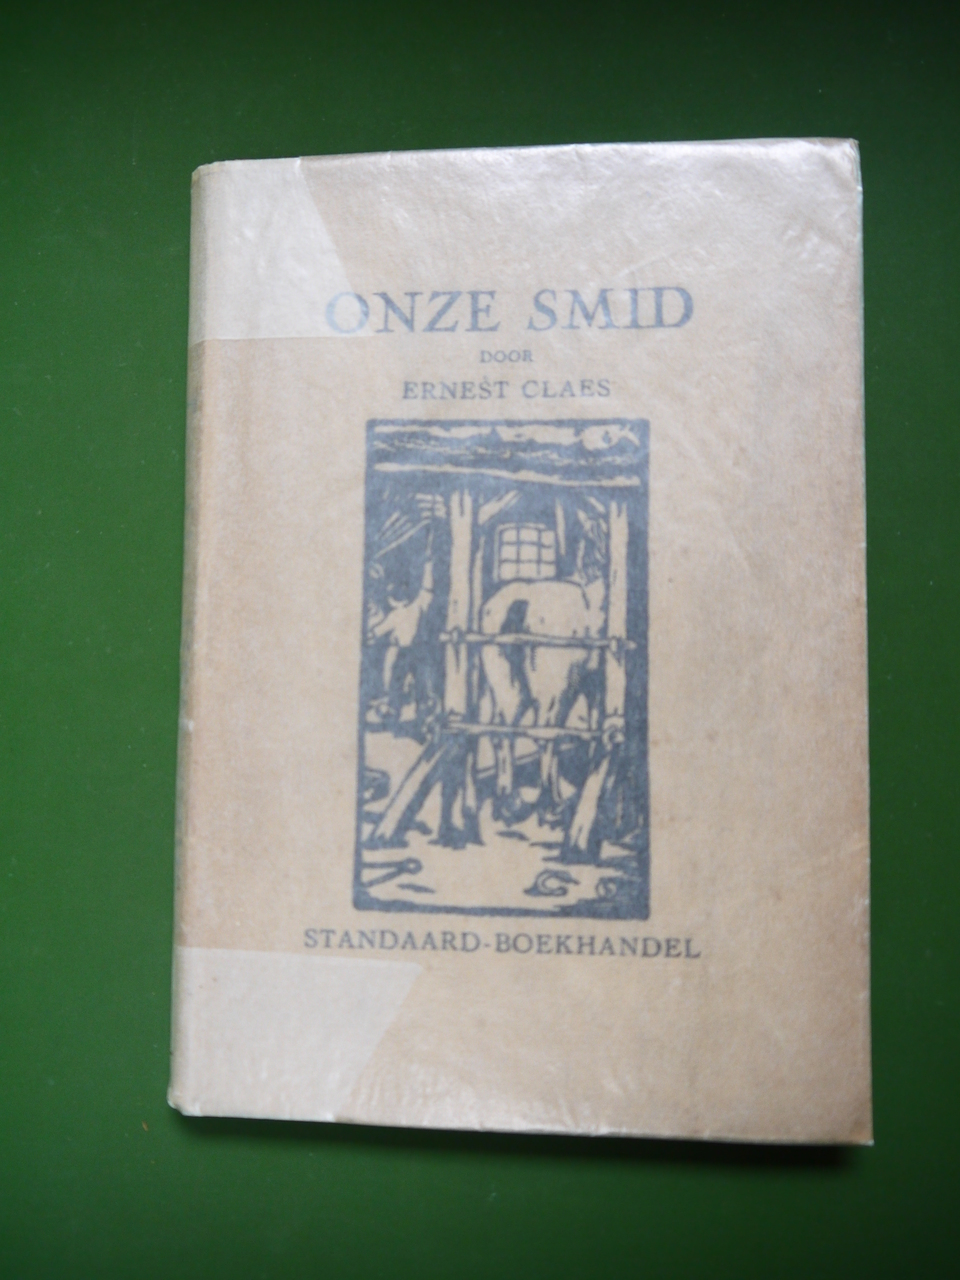 ONZE SMID
DOOR
ERNEST CLAES
STANDAARD-BOEKHANDEL